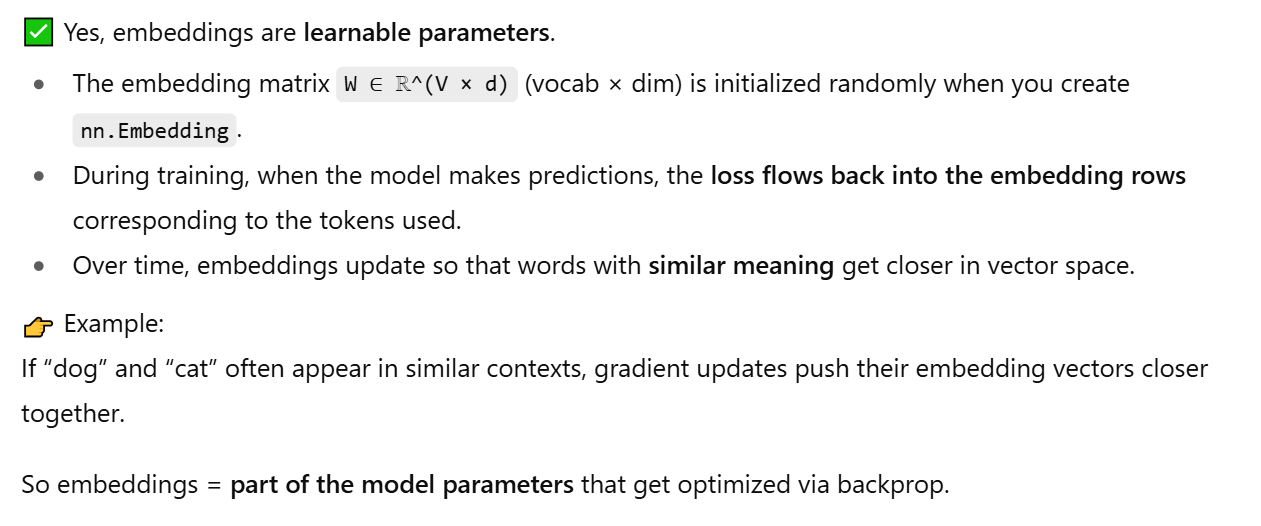 ✅ Yes, embeddings are learnable parameters.
• The embedding matrix W ∈ ℝ^(V × d) (vocab × dim) is initialized randomly when you create
nn.Embedding.
• During training, when the model makes predictions, the loss flows back into the embedding rows
corresponding to the tokens used.
• Over time, embeddings update so that words with similar meaning get closer in vector space.
👉 Example:
If “dog” and “cat” often appear in similar contexts, gradient updates push their embedding vectors closer
together.
So embeddings = part of the model parameters that get optimized via backprop.